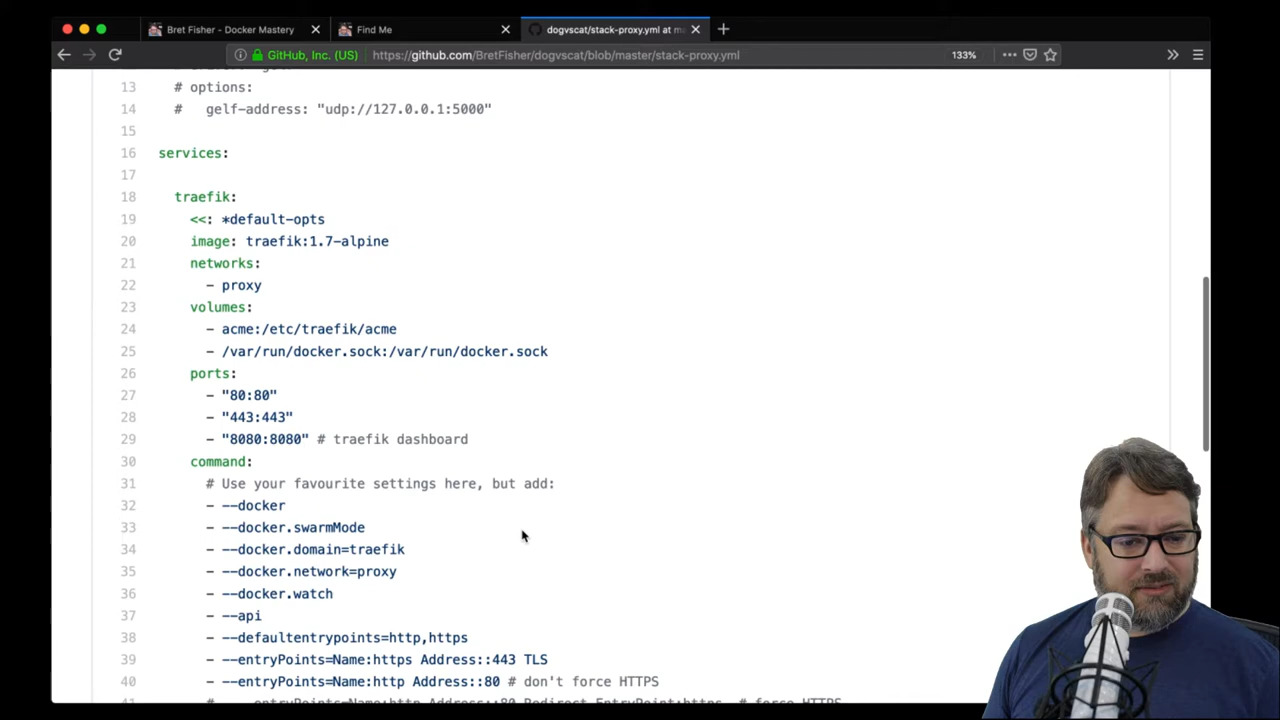 Bret Fisher - Docker Mastery
Find Me
dogvscat/stack-proxy.yml at ma
GitHub, Inc. (US) https://github.com/BretFisher/dogvscat/blob/master/stack-proxy.yml 133%
13 # options:
14 # gelf-address: "udp://127.0.0.1:5000"
15
16 services:
17
18 traefik:
19 <<: *default-opts
20 image: traefik:1.7-alpine
21 networks:
22 - proxy
23 volumes:
24 - acme:/etc/traefik/acme
25 - /var/run/docker.sock:/var/run/docker.sock
26 ports:
27 - "80:80"
28 - "443:443"
29 - "8080:8080" # traefik dashboard
30 command:
31 # Use your favourite settings here, but add:
32 - --docker
33 - --docker.swarmMode
34 - --docker.domain=traefik
35 - --docker.network=proxy
36 - --docker.watch
37 - --api
38 - --defaultentrypoints=http,https
39 - --entryPoints=Name:https Address::443 TLS
40 - --entryPoints=Name:http Address::80 # don't force HTTPS